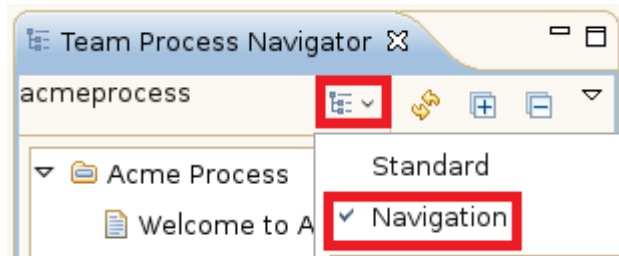 Team Process Navigator
acmeprocess
Acme Process
Standard
Welcome to A
Navigation